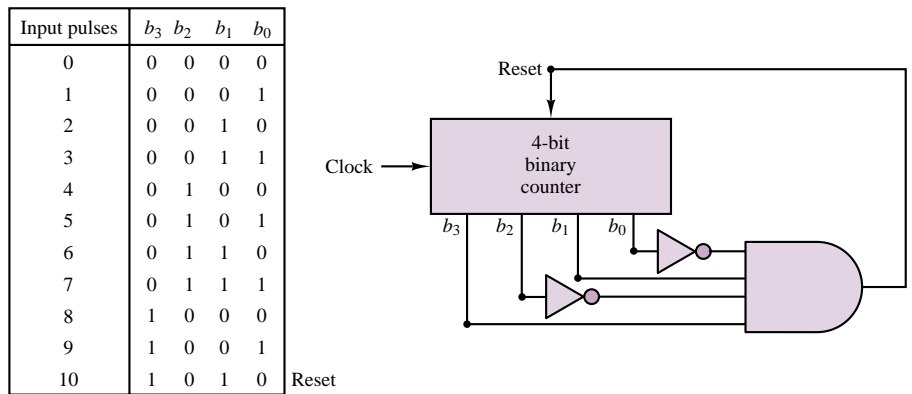 Input pulses b3 b2 b1 b0
0 0 0 0 0
1 0 0 0 1
2 0 0 1 0
3 0 0 1 1
4 0 1 0 0
5 0 1 0 1
6 0 1 1 0
7 0 1 1 1
8 1 0 0 0
9 1 0 0 1
10 1 0 1 0 Reset
Reset
Clock
4-bit
binary
counter
b3 b2 b1 b0